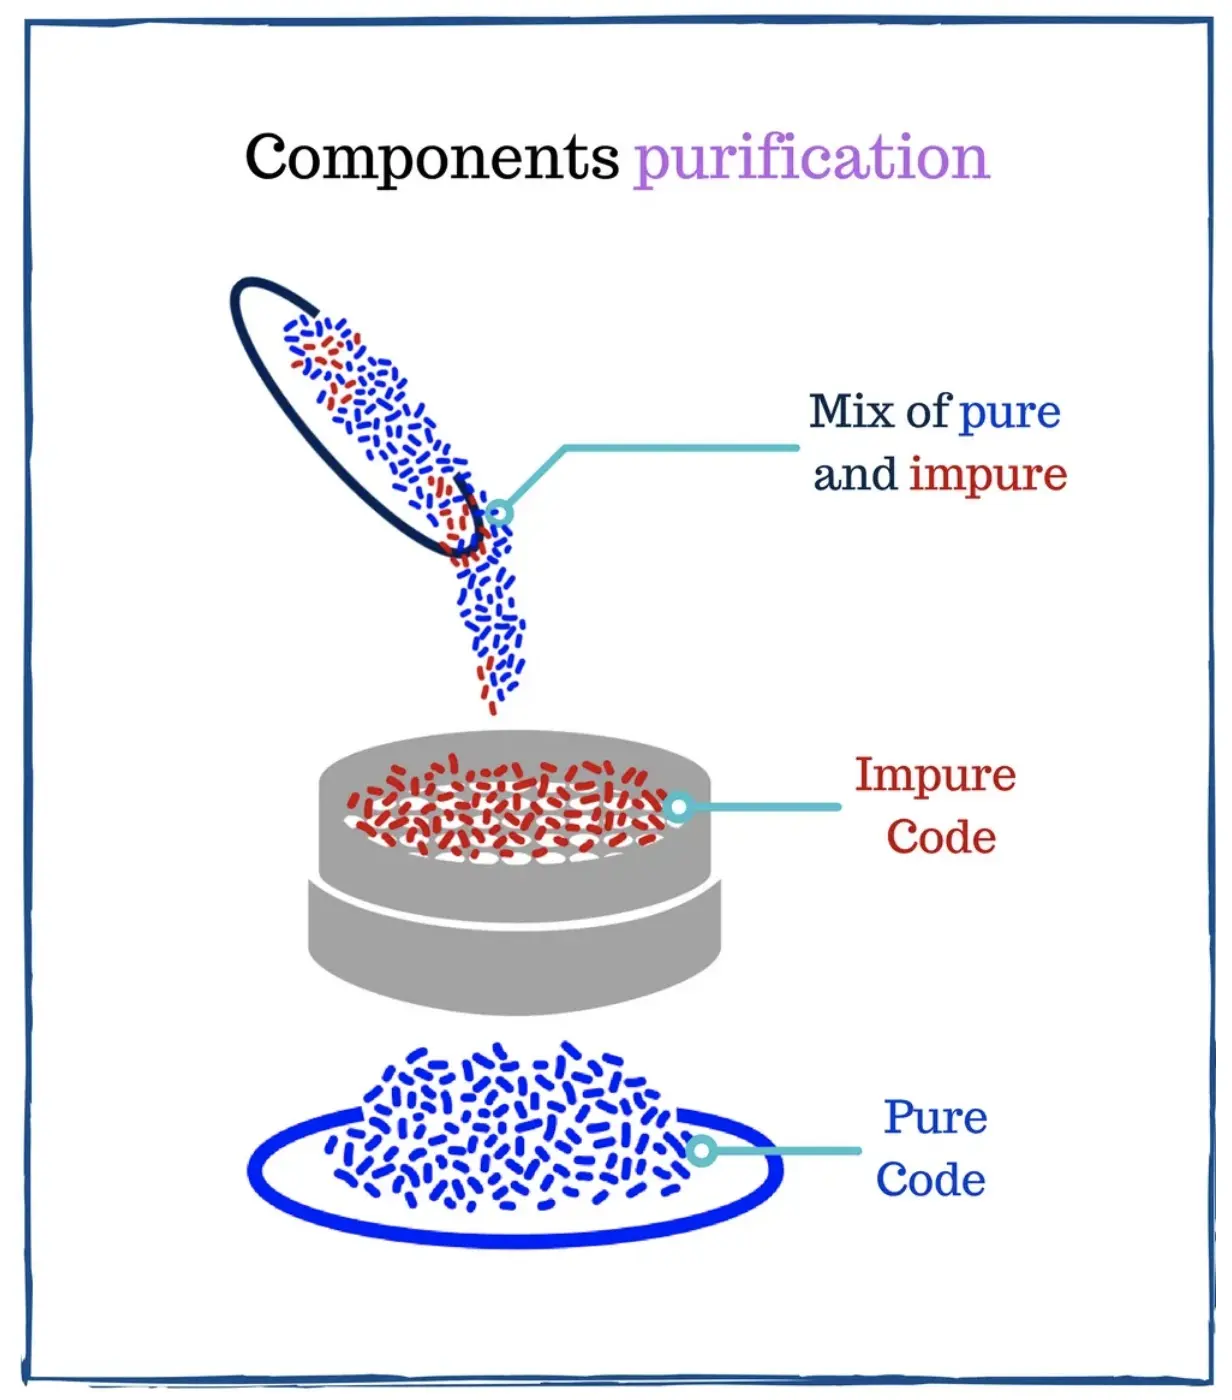 Components purification
Mix of pure
and impure
Impure
Code
Pure
Code